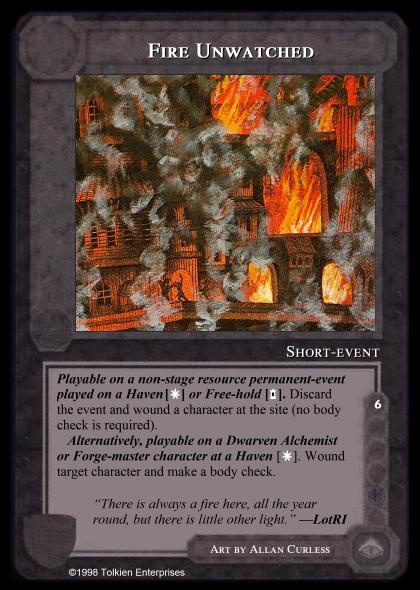 Fire Unwatched
Short-event
Playable on a non-stage resource permanent-event
played on a Haven [*] or Free-hold [•]. Discard
the event and wound a character at the site (no body
check is required).
6
Alternatively, playable on a Dwarven Alchemist
or Forge-master character at a Haven [*]. Wound
target character and make a body check.
"There is always a fire here, all the year
round, but there is little other light." —LotRI
Art by Allan Curless
©1998 Tolkien Enterprises